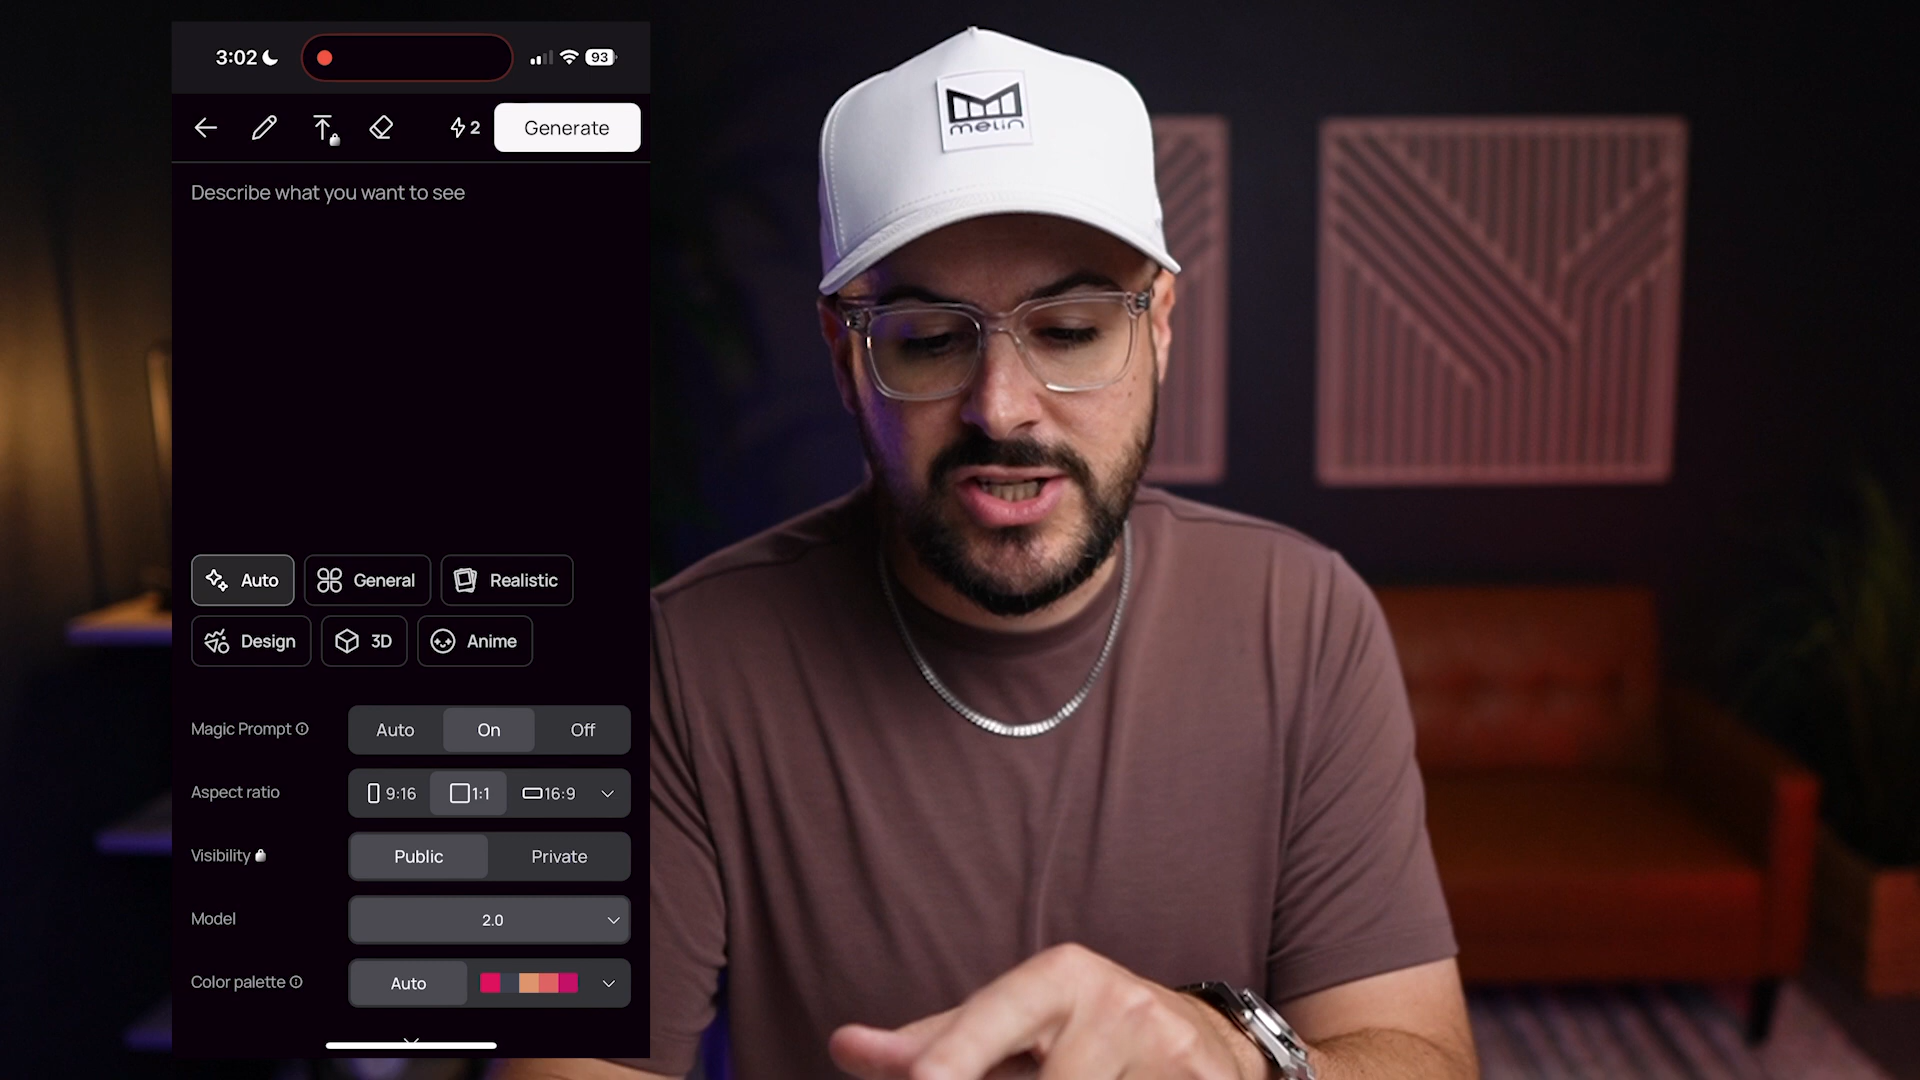 3:02
93
2
Generate
Describe what you want to see
Auto
General
Realistic
Design
3D
Anime
Magic Prompt
Auto
On
Off
Aspect ratio
9:16
1:1
16:9
Visibility
Public
Private
Model
2.0
Color palette
Auto
melin